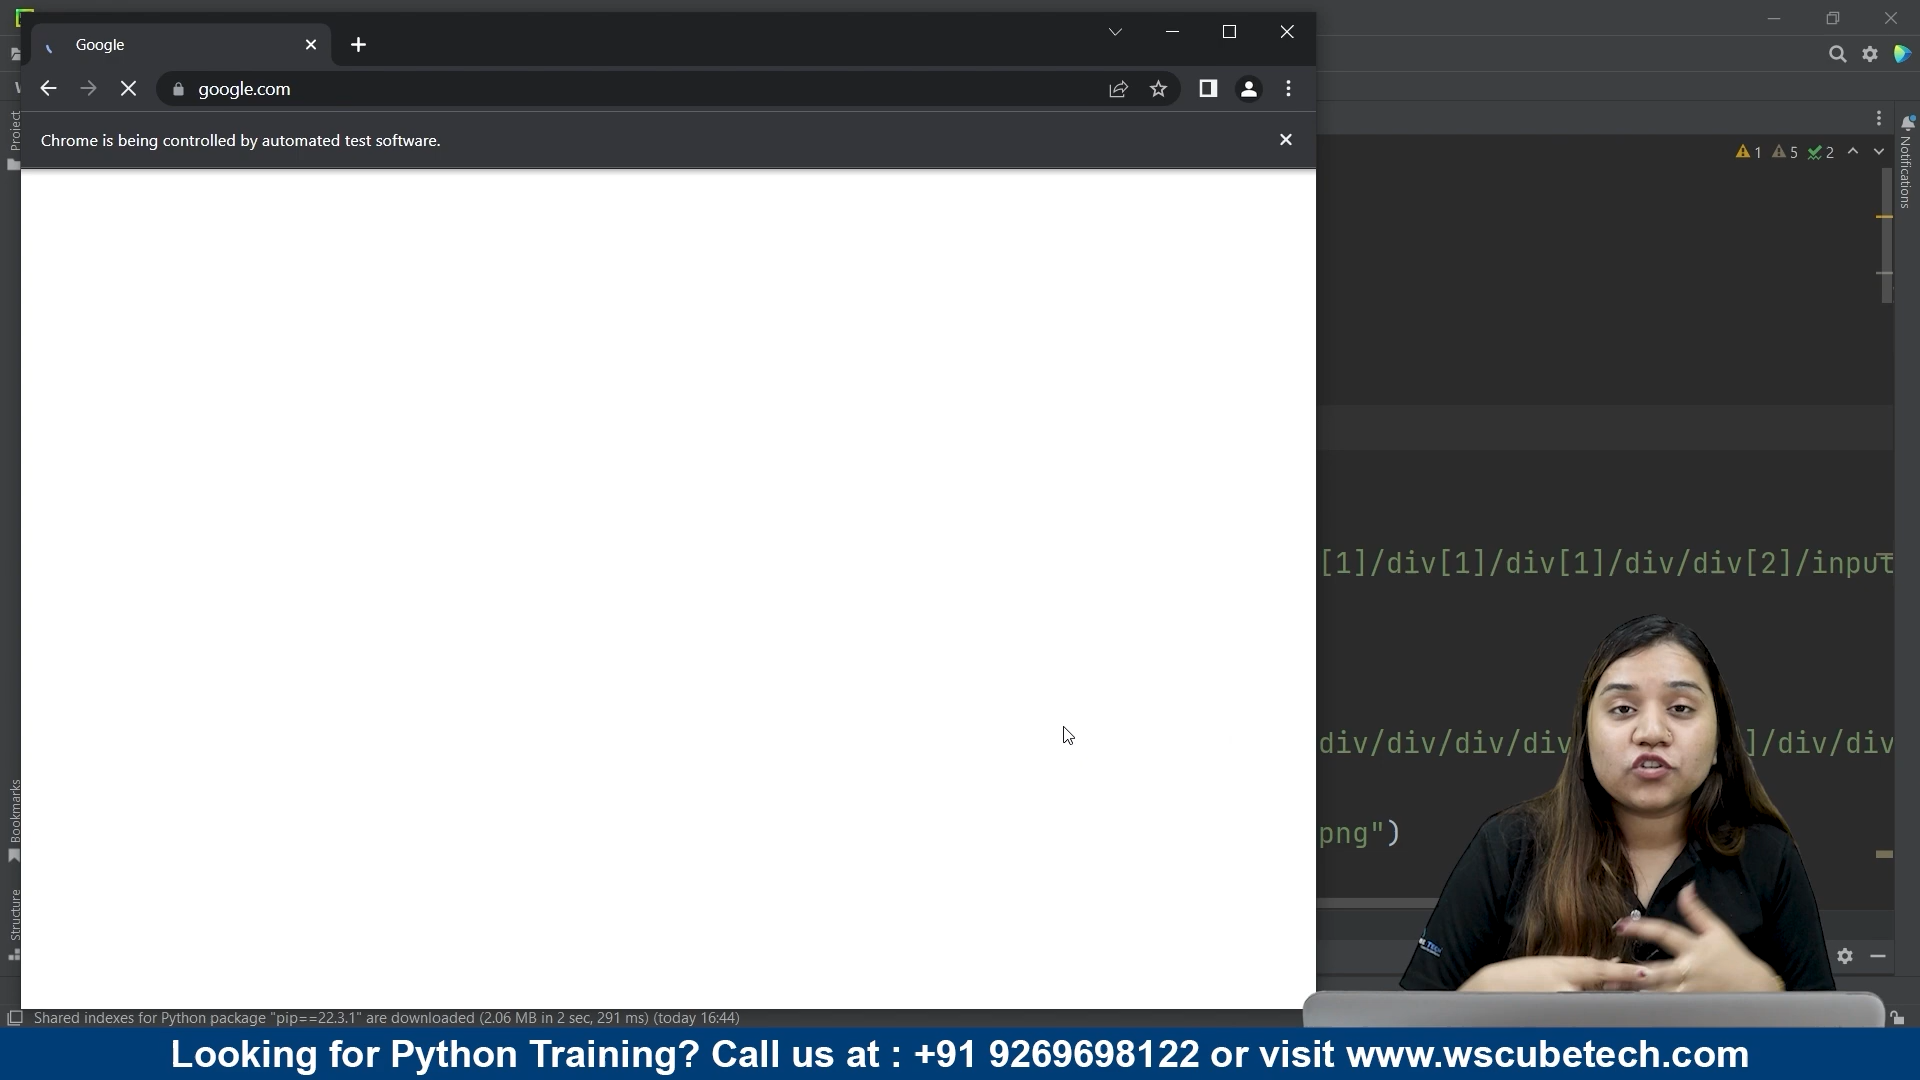 Google
google.com
Chrome is being controlled by automated test software.
Project
1 5 2
Notifications
[1]/div[1]/div[1]/div/div[2]/input
div/div/div/div
]/div/div
png")
Bookmarks
Structure
Shared indexes for Python package "pip==22.3.1" are downloaded (2.06 MB in 2 sec, 291 ms) (today 16:44)
Looking for Python Training? Call us at : +91 9269698122 or visit www.wscubetech.com